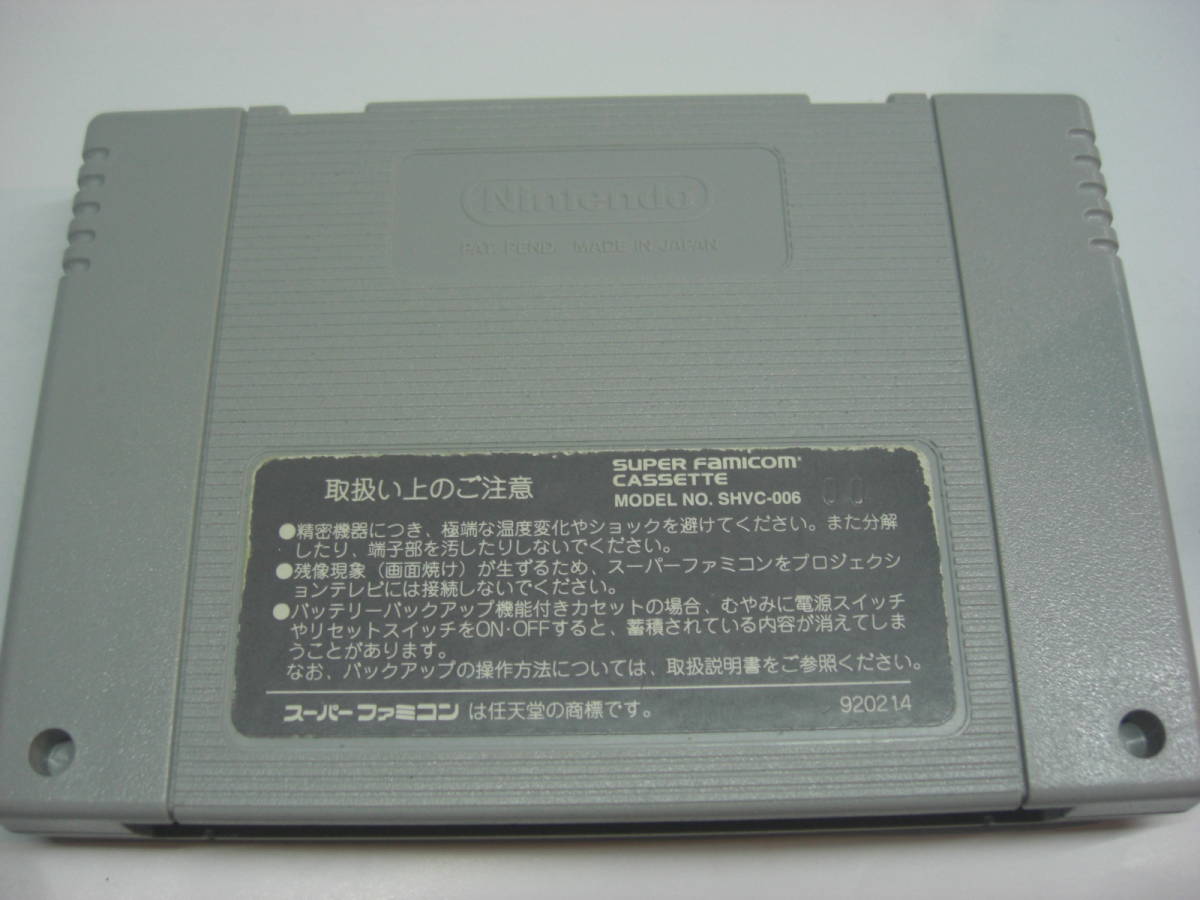 Nintendo
PAT. PEND. MADE IN JAPAN
取扱い上のご注意
SUPER FAMICOM
CASSETTE
MODEL NO. SHVC-006
00
●精密機器につき、極端な温度変化やショックを避けてください。また分解
したり、端子部を汚したりしないでください。
●残像現象(画面焼け)が生ずるため、スーパーファミコンをプロジェクシ
ョンテレビには接続しないでください。
●バッテリーバックアップ機能付きカセットの場合、むやみに電源スイッチ
やリセットスイッチをON・OFFすると、蓄積されている内容が消えてしま
うことがあります。
なお、バックアップの操作方法については、取扱説明書をご参照ください。
スーパーファミコン は任天堂の商標です。
920214